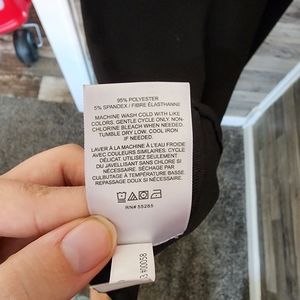 95% POLYESTER
5% SPANDEX / FIBRE ÉLASTHANNE
MACHINE WASH COLD WITH LIKE
COLORS. GENTLE CYCLE ONLY. NON-
CHLORINE BLEACH WHEN NEEDED.
TUMBLE DRY LOW. COOL IRON
IF NEEDED.
LAVER À LA MACHINE À L'EAU FROIDE
AVEC COULEURS SIMILAIRES. CYCLE
DÉLICAT. UTILISEZ SEULEMENT
DU JAVELLISANT SANS CHLORE SI
NÉCESSAIRE. SÉCHAGE PAR
CULBUTAGE À TEMPÉRATURE BASSE
REPASSAGE DOUX SI NÉCESSAIRE.
RN# 55285